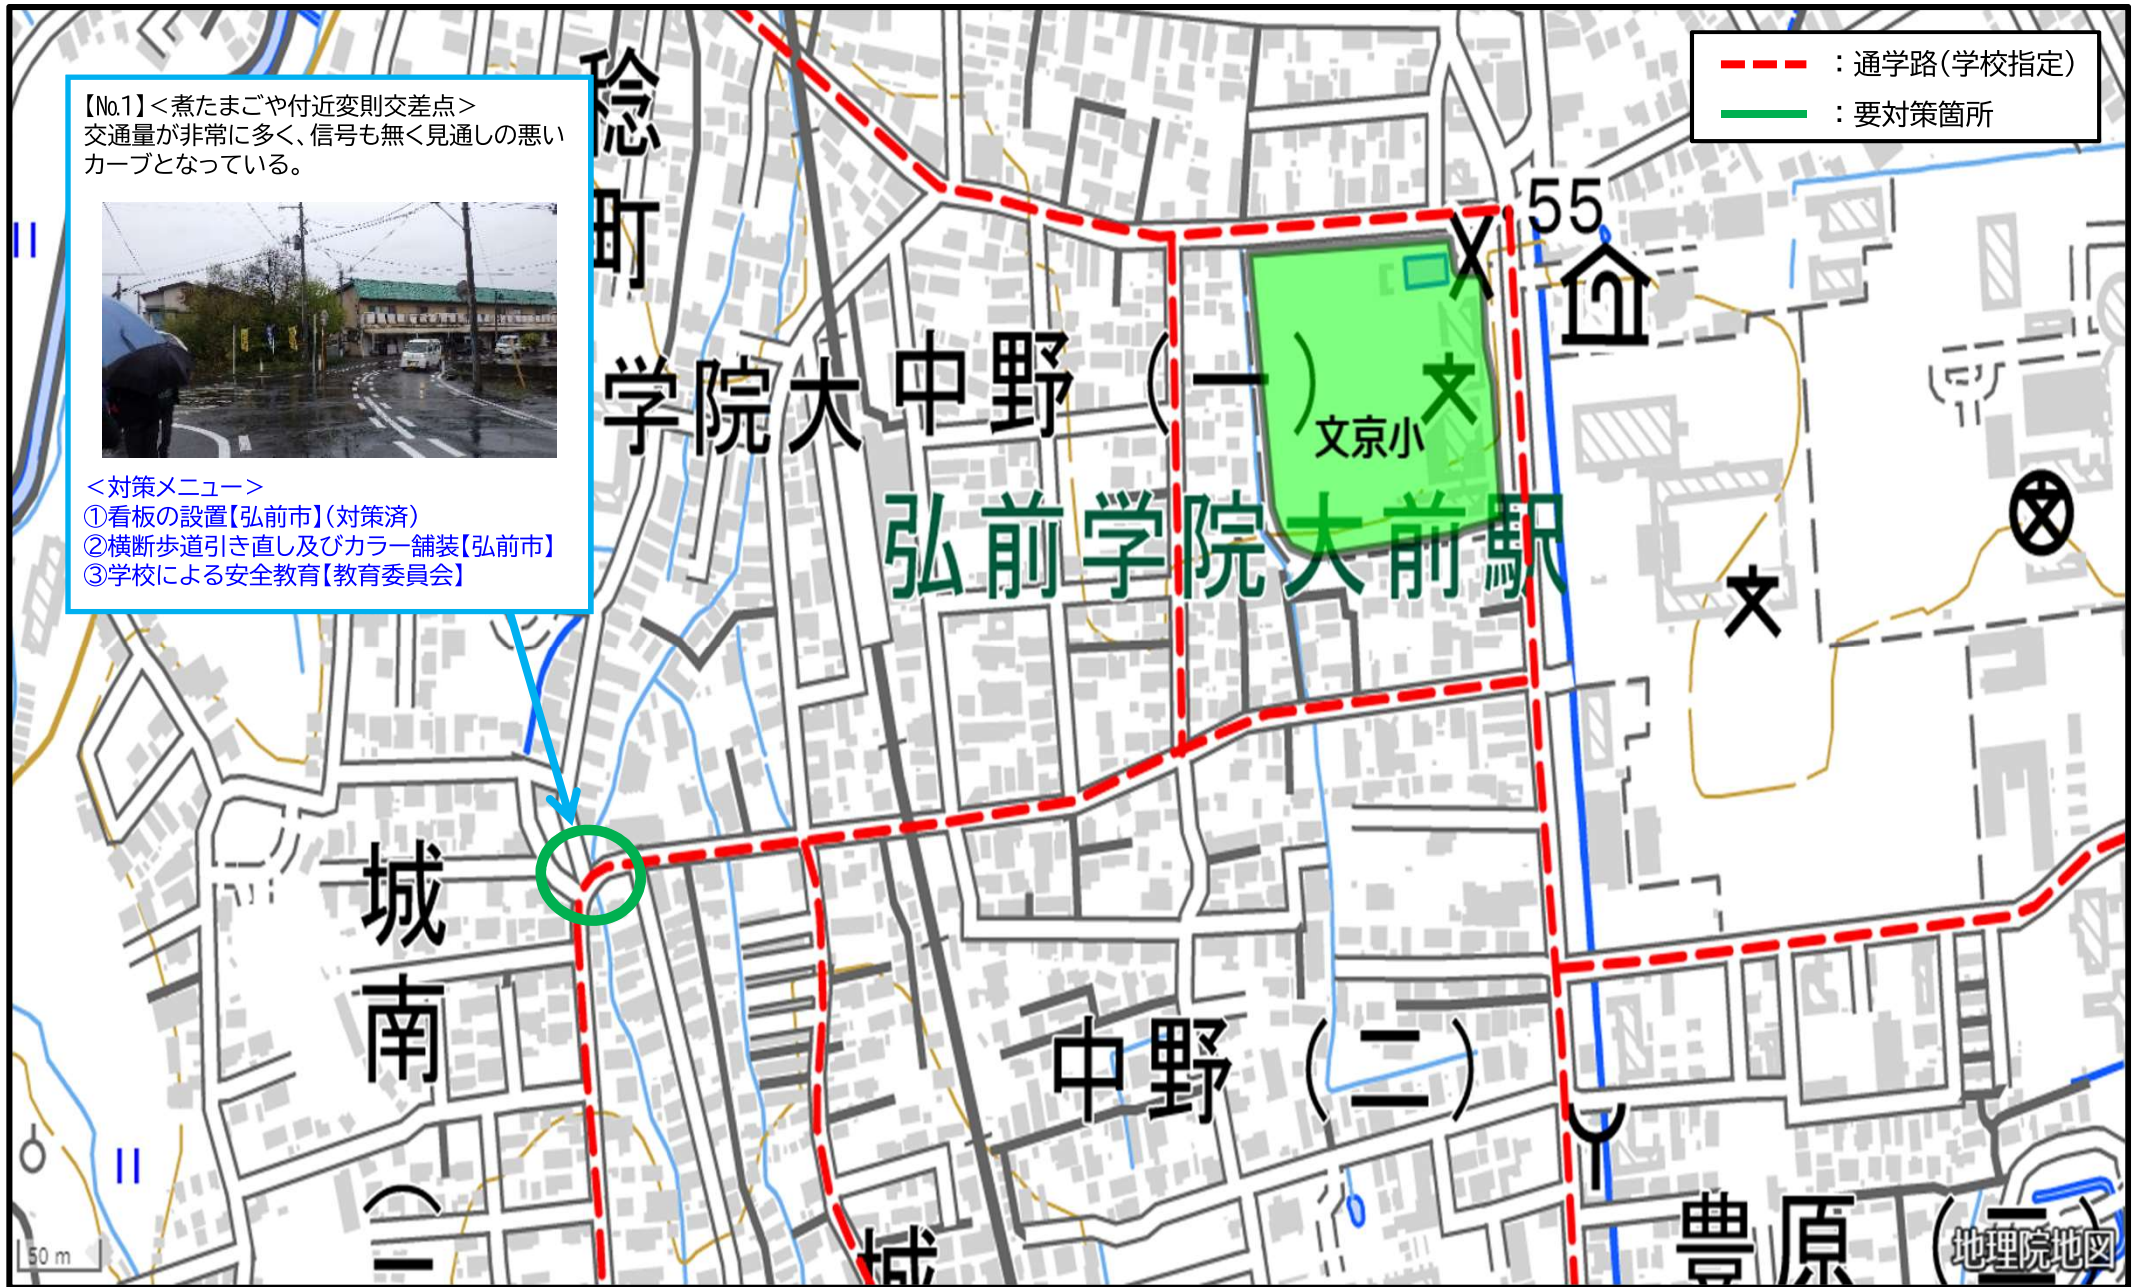 【№1】＜煮たまごや付近変則交差点＞
交通量が非常に多く、信号も無く見通しの悪い
カーブとなっている。
＜対策メニュー＞
①看板の設置【弘前市】（対策済）
②横断歩道引き直し及びカラー舗装【弘前市】
③学校による安全教育【教育委員会】
：通学路（学校指定）
：要対策箇所
稔町
55
学院大
中野（一）
文京小
弘前学院大前駅
城南（二
中野（二）
城
豊原（二）
50 m
地理院地図